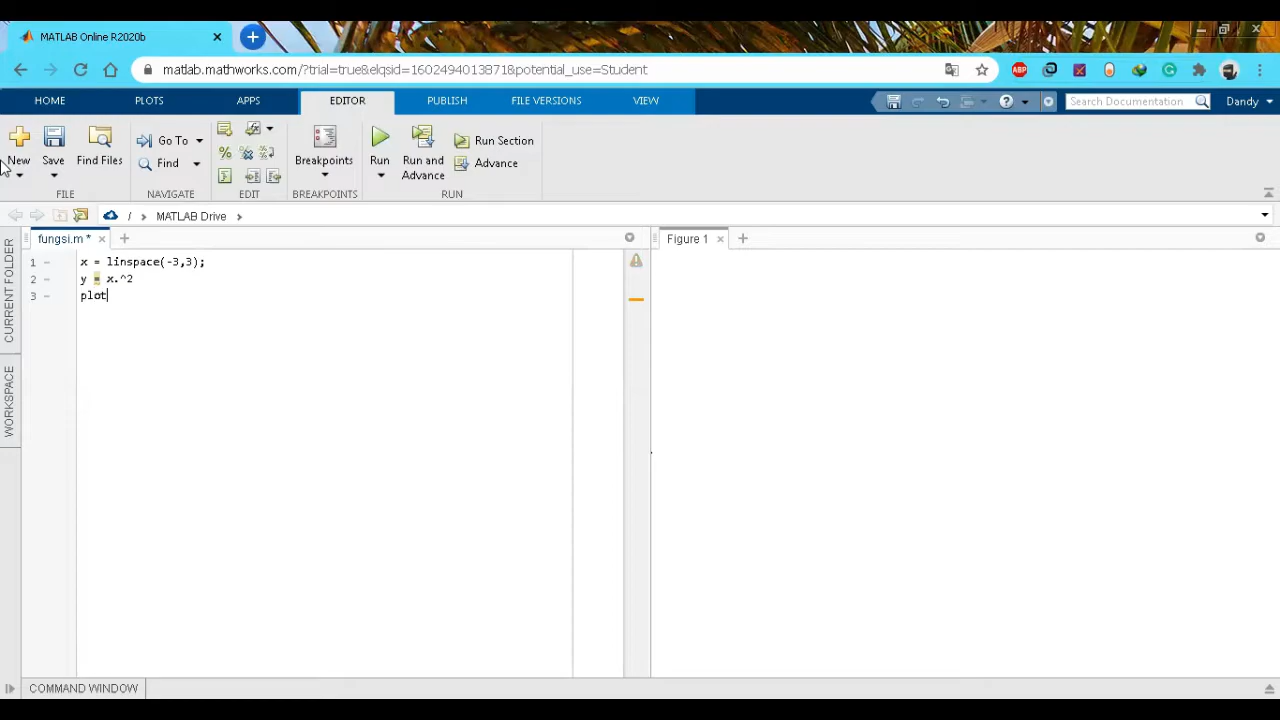 MATLAB Online R2020b
matlab.mathworks.com/?trial=true&elqsid=1602494013871&potential_use=Student
ABP
HOME PLOTS APPS EDITOR PUBLISH FILE VERSIONS VIEW
Search Documentation
Dandy
New Save Find Files
Go To
Find
Breakpoints
Run
Run and Advance
Run Section
Advance
FILE NAVIGATE EDIT BREAKPOINTS RUN
/ MATLAB Drive
fungsi.m *
Figure 1
CURRENT FOLDER
WORKSPACE
1 x = linspace(-3,3);
2 y = x.^2
3 plot
COMMAND WINDOW